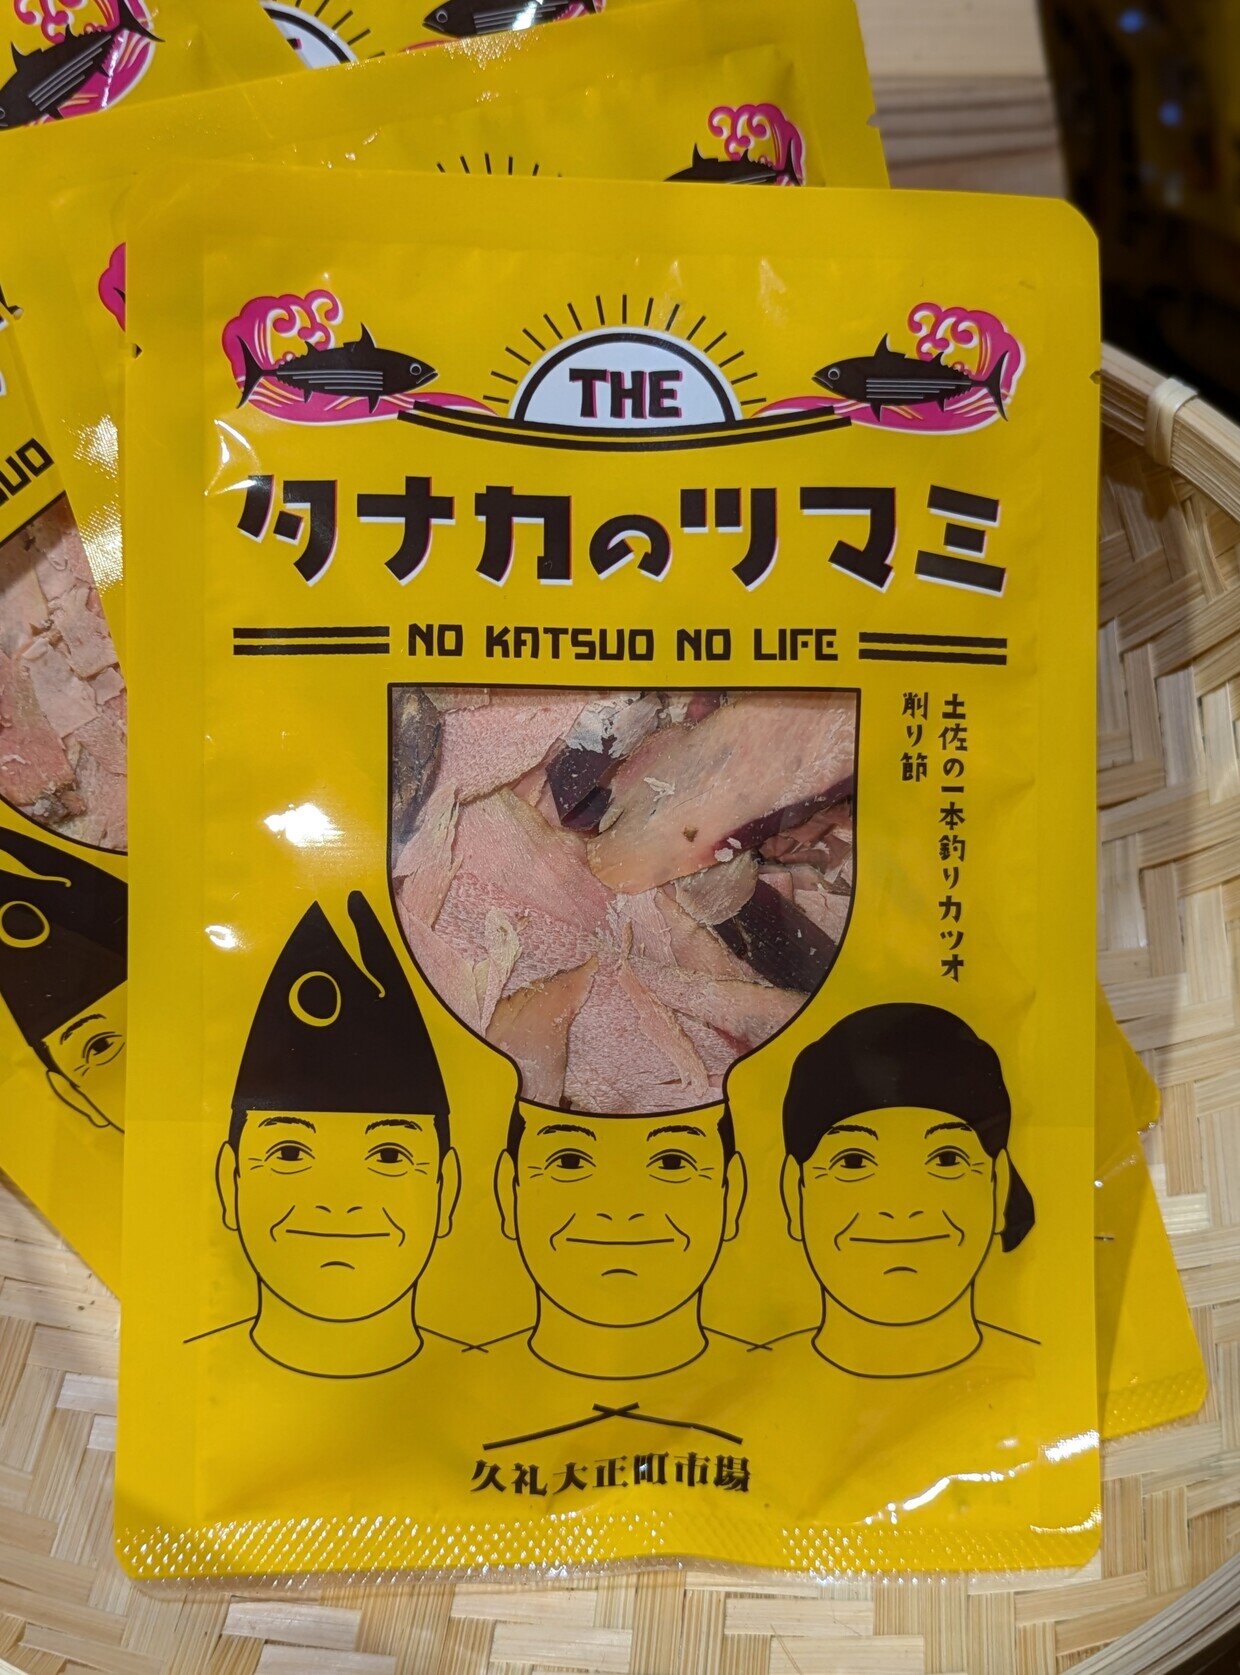 THE
タナカのツマミ
NO KATSUO NO LIFE
土佐の一本釣りカツオ
削り節
久礼大正町市場